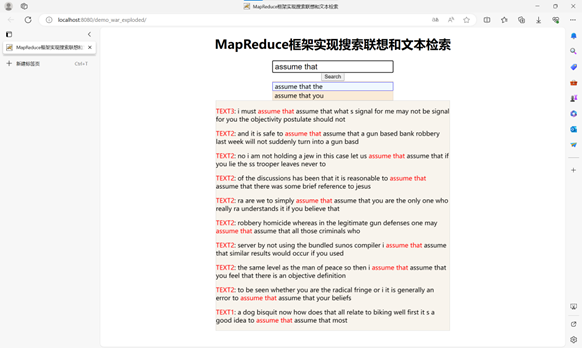 MapReduce框架实现搜索联想和文本检索
localhost:8080/demo_war_exploded/
MapReduce框架实现搜索联想和
新建标签页
Ctrl+T
MapReduce框架实现搜索联想和文本检索
assume that
Search
assume that the
assume that you
TEXT3: i must assume that assume that what s signal for me may not be signal
for you the objectivity postulate should not
TEXT2: and it is safe to assume that assume that a gun based bank robbery
last week will not suddenly turn into a gun basd
TEXT2: no i am not holding a jew in this case let us assume that assume that if
you lie the ss trooper leaves never to
TEXT2: of the discussions has been that it is reasonable to assume that
assume that there was some brief reference to jesus
TEXT2: ra are we to simply assume that assume that you are the only one who
really ra understands it if you believe that
TEXT2: robbery homicide whereas in the legitimate gun defenses one may
assume that assume that all those criminals who
TEXT2: server by not using the bundled sunos compiler i assume that assume
that similar results would occur if you used
TEXT2: the same level as the man of peace so then i assume that assume that
you feel that there is an objective definition
TEXT2: to be seen whether you are the radical fringe or i it is generally an
error to assume that assume that your beliefs
TEXT1: a dog bisquit now how does that all relate to biking well first it s a
good idea to assume that assume that most